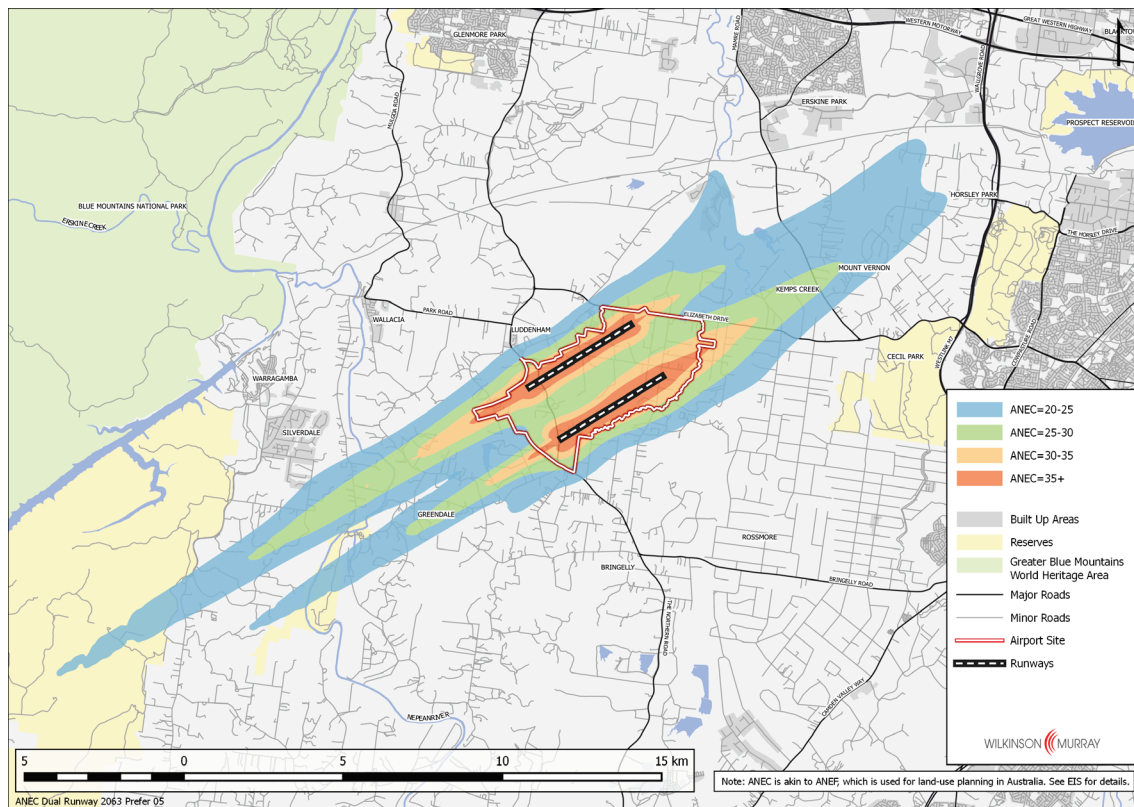 GLENMORE PARK
MAMRE ROAD
WESTERN MOTORWAY
GREAT WESTERN HIGHWAY
WALLGROVE ROAD
MULGOA ROAD
ERSKINE PARK
PROSPECT RESERVOIR
BLUE MOUNTAINS NATIONAL PARK
ERSKINE CREEK
HORSLEY PARK
THE HORSLEY DRIVE
MOUNT VERNON
KEMPS CREEK
WALLACIA
PARK ROAD
LUDDENHAM
ELIZABETH DRIVE
WARRAGAMBA
CECIL PARK
WESTLINK M7
COWPASTURE ROAD
SILVERDALE
GREENDALE
ROSSMORE
BRINGELLY
BRINGELLY ROAD
THE NORTHERN ROAD
CAMDEN VALLEY WAY
NEPEAN RIVER
ANEC=20-25
ANEC=25-30
ANEC=30-35
ANEC=35+
Built Up Areas
Reserves
Greater Blue Mountains
World Heritage Area
Major Roads
Minor Roads
Airport Site
Runways
WILKINSON MURRAY
5 0 5 10 15 km
Note: ANEC is akin to ANEF, which is used for land-use planning in Australia. See EIS for details.
ANEC Dual Runway 2063 Prefer 05